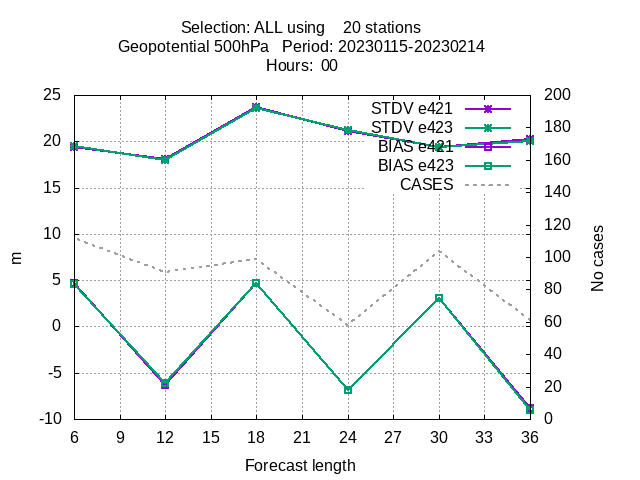 Selection: ALL using    20 stations
Geopotential 500hPa   Period: 20230115-20230214
Hours:  00
25
20
15
10
5
0
-5
-10
m
200
180
160
140
120
100
80
60
40
20
0
No cases
STDV e421
STDV e423
BIAS e421
BIAS e423
CASES
6 9 12 15 18 21 24 27 30 33 36
Forecast length